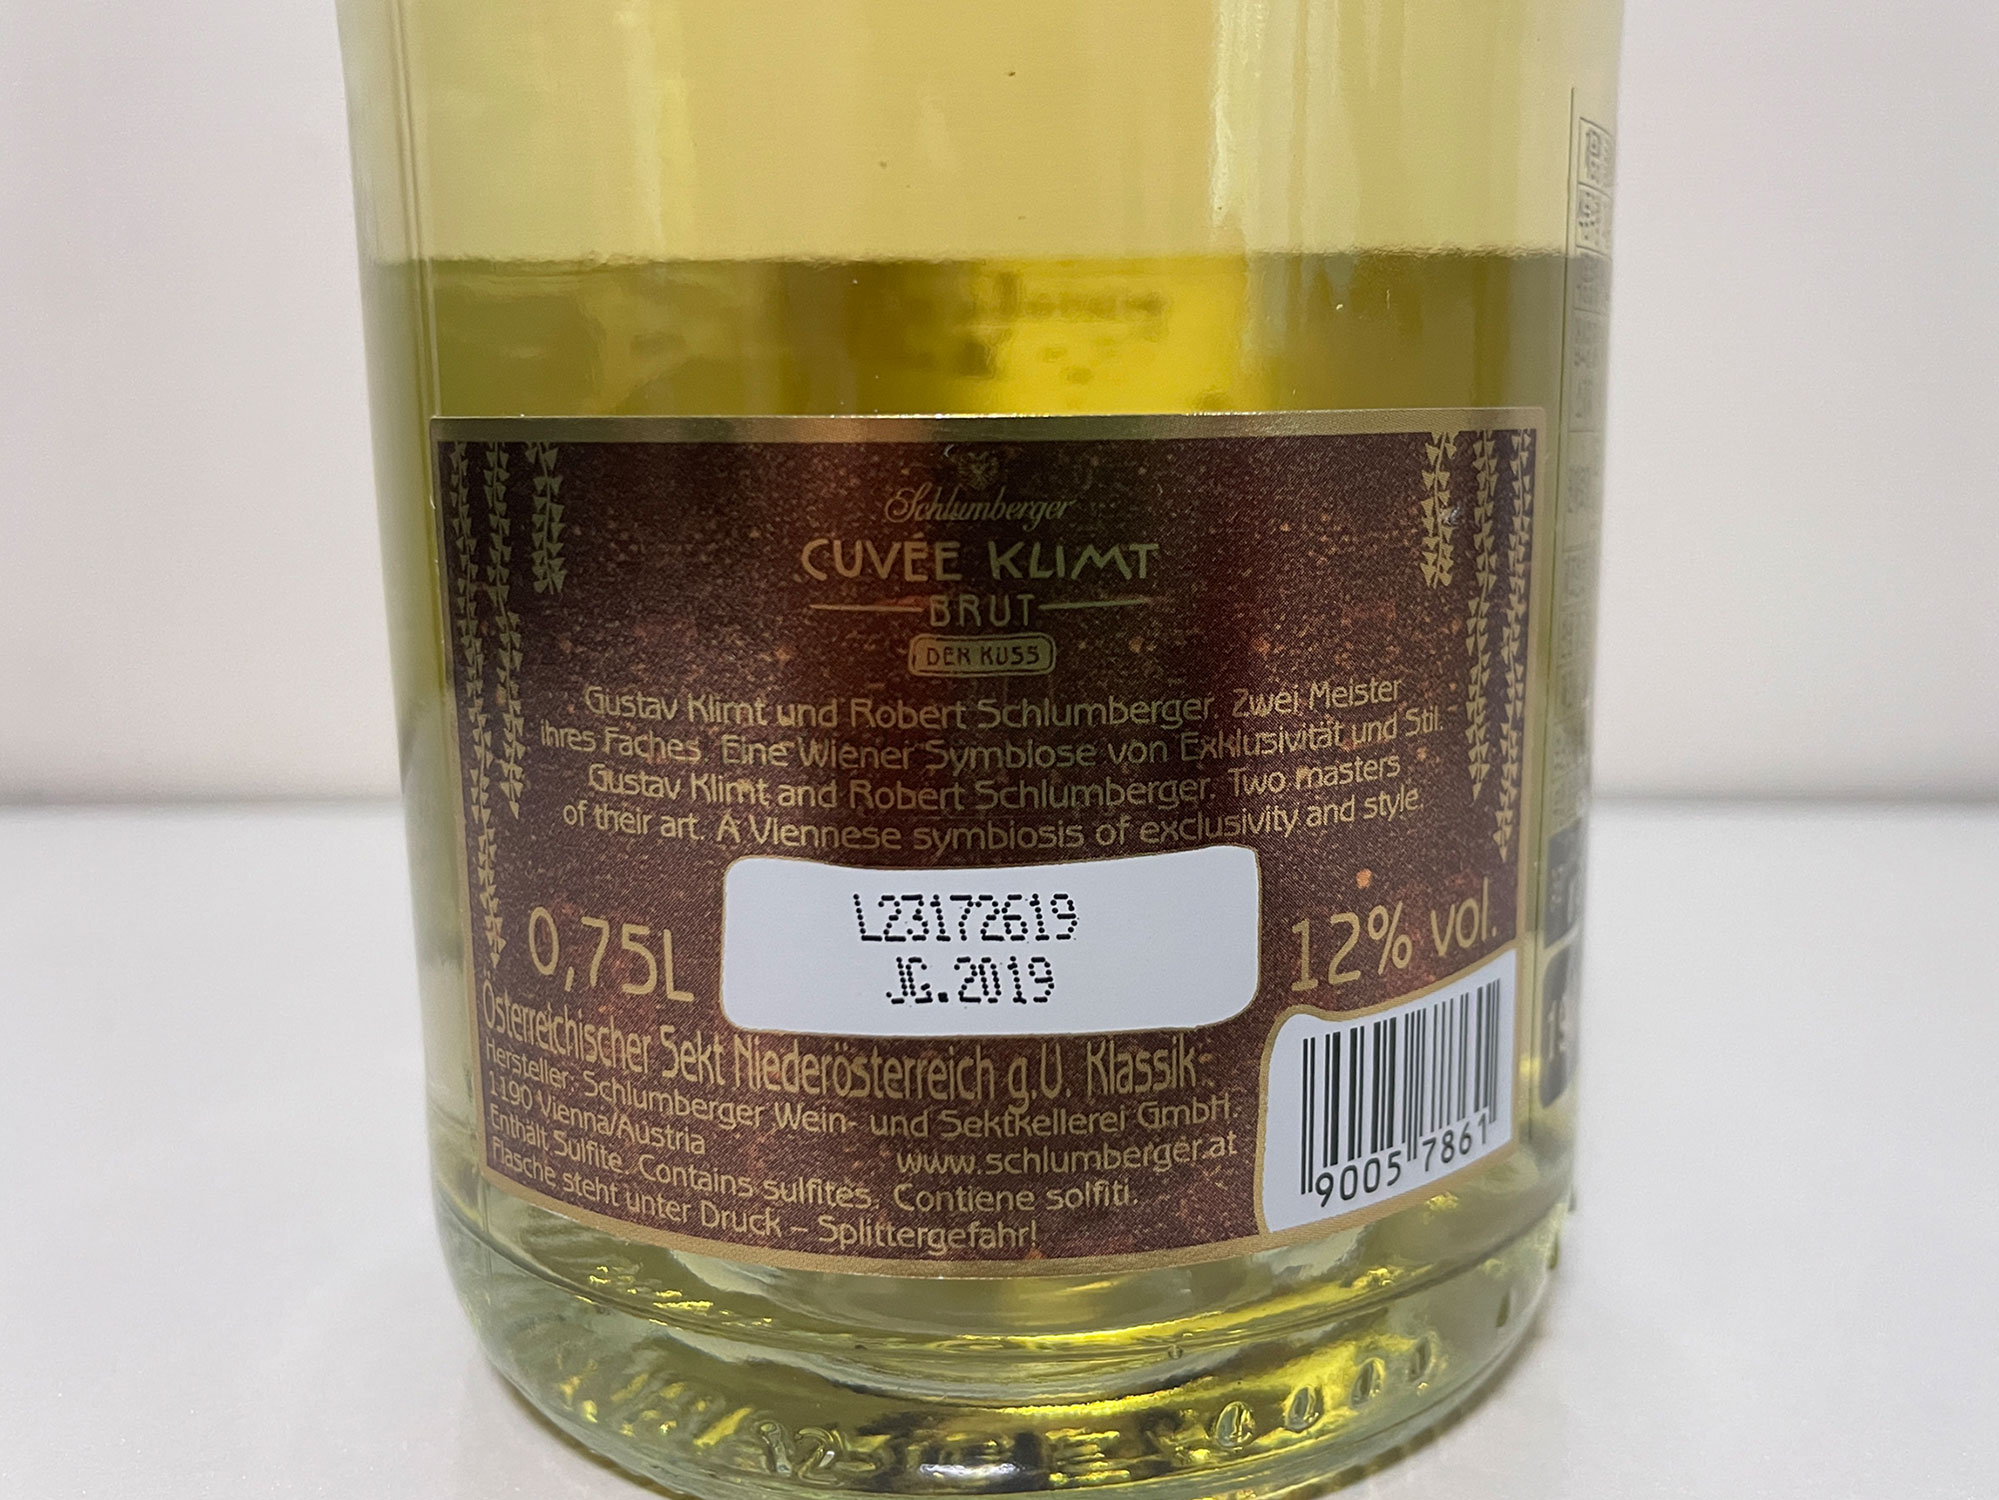 Schlumberger
CUVÉE KLIMT
BRUT
DER KUSS
Gustav Klimt und Robert Schlumberger. Zwei Meister
ihres Faches. Eine Wiener Symbiose von Exklusivität und Stil.
Gustav Klimt and Robert Schlumberger. Two masters
of their art. A Viennese symbiosis of exclusivity and style.
0,75L
L23172619
JG.2019
12% vol.
Österreichischer Sekt Niederösterreich g.U. Klassik
Hersteller: Schlumberger Wein- und Sektkellerei GmbH.
1190 Vienna/Austria www.schlumberger.at
Enthält Sulfite. Contains sulfites. Contiene solfiti.
Flasche steht unter Druck – Splittergefahr!
9005 7861